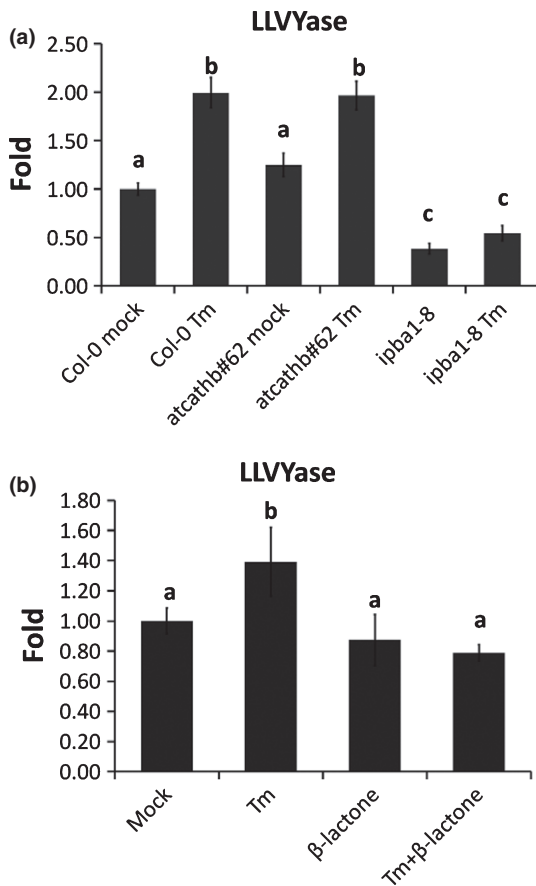 (a)
LLVYase
Fold
2.50
2.00
1.50
1.00
0.50
0.00
a
b
a
b
c
c
Col-0 mock
Col-0 Tm
atcathb#62 mock
atcathb#62 Tm
ipba1-8
ipba1-8 Tm
(b)
LLVYase
Fold
1.80
1.60
1.40
1.20
1.00
0.80
0.60
0.40
0.20
0.00
a
b
a
a
Mock
Tm
β-lactone
Tm+β-lactone